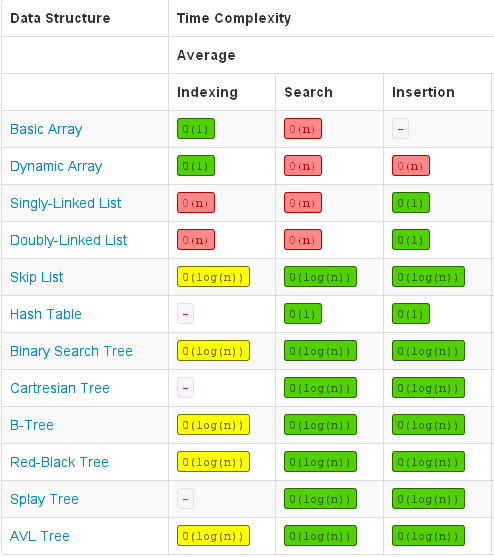 Data Structure Time Complexity
Average
Indexing Search Insertion
Basic Array O(1) O(n) -
Dynamic Array O(1) O(n) O(n)
Singly-Linked List O(n) O(n) O(1)
Doubly-Linked List O(n) O(n) O(1)
Skip List O(log(n)) O(log(n)) O(log(n))
Hash Table - O(1) O(1)
Binary Search Tree O(log(n)) O(log(n)) O(log(n))
Cartresian Tree - O(log(n)) O(log(n))
B-Tree O(log(n)) O(log(n)) O(log(n))
Red-Black Tree O(log(n)) O(log(n)) O(log(n))
Splay Tree - O(log(n)) O(log(n))
AVL Tree O(log(n)) O(log(n)) O(log(n))